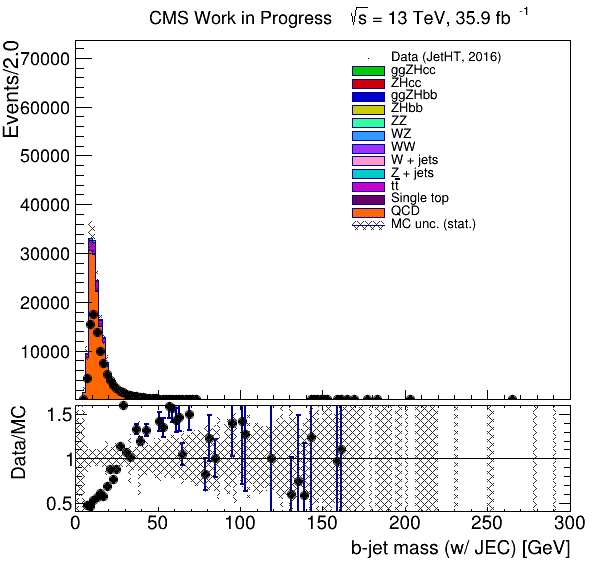 CMS Work in Progress √s = 13 TeV, 35.9 fb -1
Events/2.0
70000
60000
50000
40000
30000
20000
10000
Data (JetHT, 2016)
ggZHcc
ZHcc
ggZHbb
ZHbb
ZZ
WZ
WW
W + jets
Z + jets
tt̅
Single top
QCD
MC unc. (stat.)
Data/MC
1.5
1
0.5
0 50 100 150 200 250 300
b-jet mass (w/ JEC) [GeV]